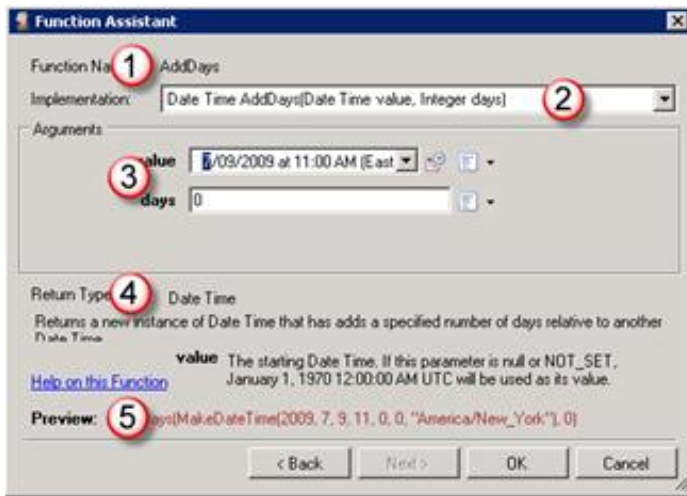 Function Assistant
Function Na 1 AddDays
Implementation: Date Time AddDays(Date Time value, Integer days) 2
Arguments
value 7/09/2009 at 11:00 AM (East
3
days 0
Return Type 4 Date Time
Returns a new instance of Date Time that has adds a specified number of days relative to another
Date Time
value The starting Date Time. If this parameter is null or NOT_SET,
Help on this Function January 1, 1970 12:00:00 AM UTC will be used as its value.
Preview: 5 ays(MakeDateTime(2009, 7, 9, 11, 0, 0, "America/New_York"), 0)
< Back Next > OK Cancel